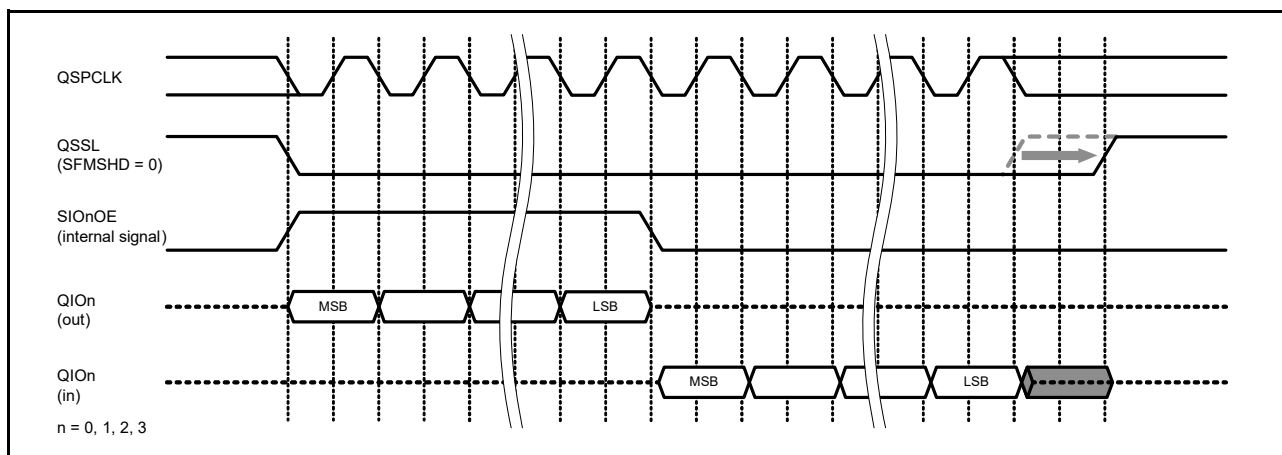 QSPCLK
QSSL
(SFMSHD = 0)
SIOnOE
(internal signal)
QIOn
(out)
MSB
LSB
QIOn
(in)
MSB
LSB
n = 0, 1, 2, 3